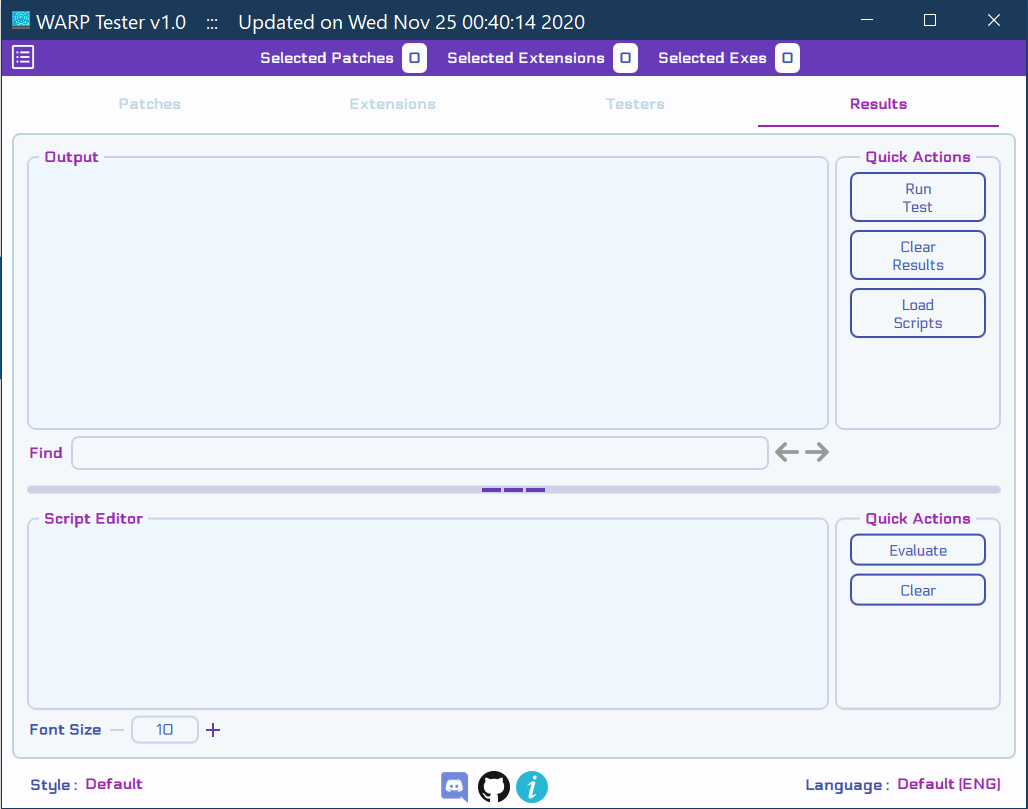 WARP Tester v1.0 ::: Updated on Wed Nov 25 00:40:14 2020
Selected Patches 0 Selected Extensions 0 Selected Exes 0
Patches Extensions Testers Results
Output
Quick Actions
Run
Test
Clear
Results
Load
Scripts
Find
Script Editor
Quick Actions
Evaluate
Clear
Font Size 10
Style : Default
i
Language : Default (ENG)